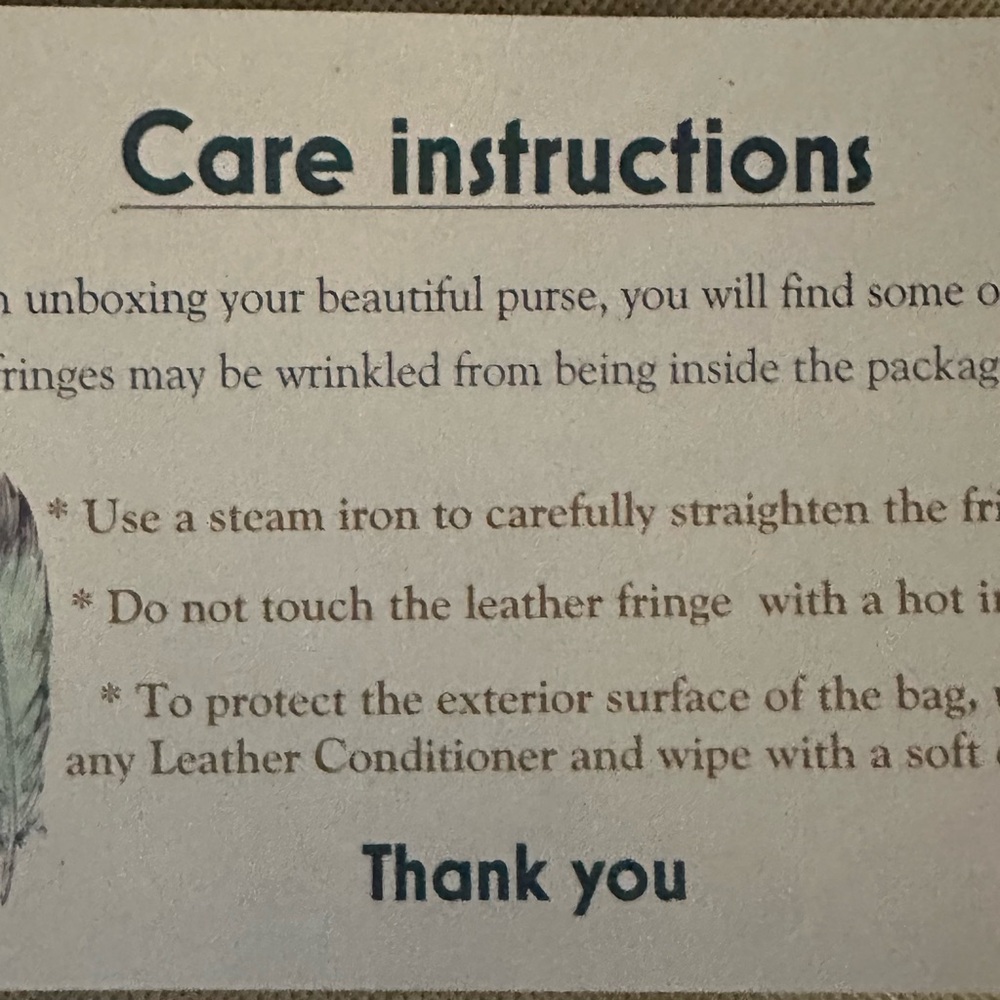 Care instructions
unboxing your beautiful purse, you will find some
fringes may be wrinkled from being inside the
* Use a steam iron to carefully straighten the
* Do not touch the leather fringe with a hot
* To protect the exterior surface of the bag,
any Leather Conditioner and wipe with a soft
Thank you